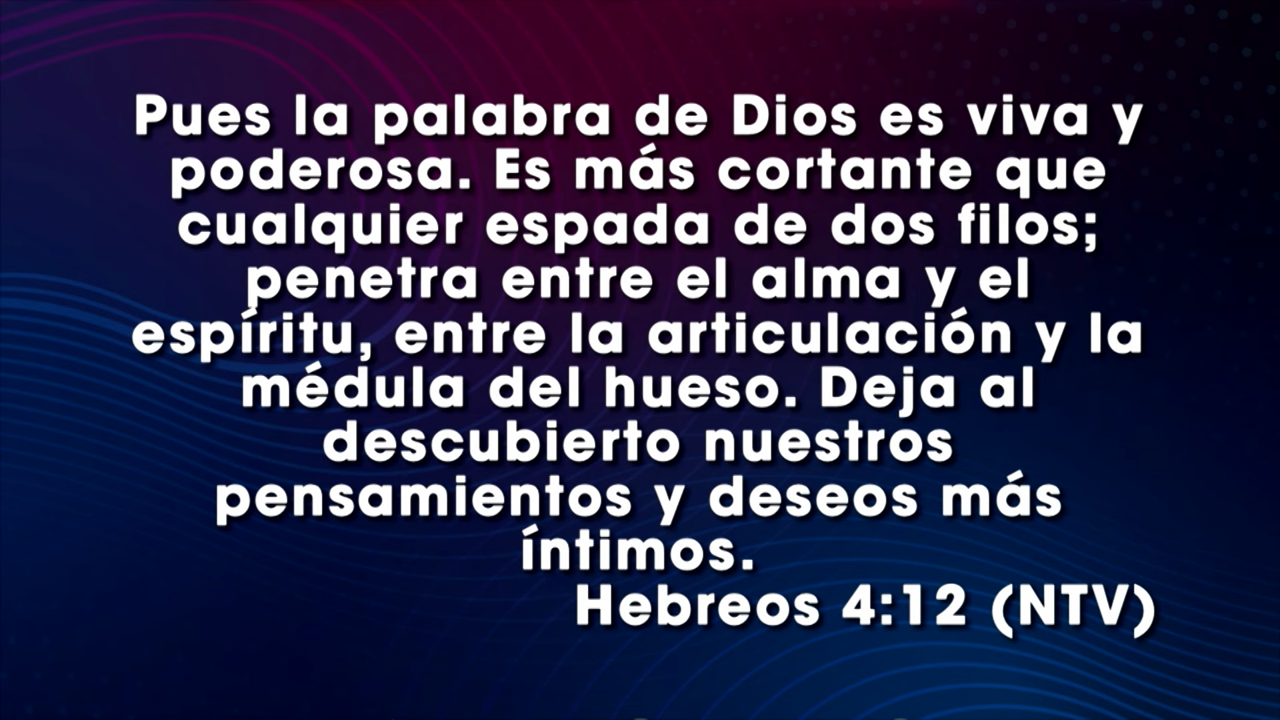 Pues la palabra de Dios es viva y
poderosa. Es más cortante que
cualquier espada de dos filos;
penetra entre el alma y el
espíritu, entre la articulación y la
médula del hueso. Deja al
descubierto nuestros
pensamientos y deseos más
íntimos.
Hebreos 4:12 (NTV)